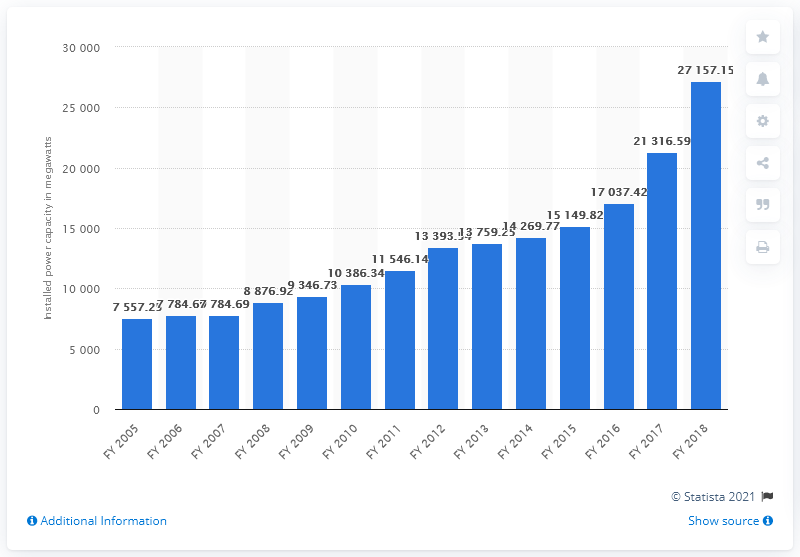 30 000
25 000
20 000
15 000
10 000
5 000
0
Installed power capacity in megawatts
7 557.25
7 784.69
8 876.92
9 346.73
10 386.34
11 546.14
13 393.54
13 759.25
14 269.77
15 149.82
17 037.42
21 316.59
27 157.15
FY 2005
FY 2006
FY 2007
FY 2008
FY 2009
FY 2010
FY 2011
FY 2012
FY 2013
FY 2014
FY 2015
FY 2016
FY 2017
FY 2018
© Statista 2021
Additional Information
Show source